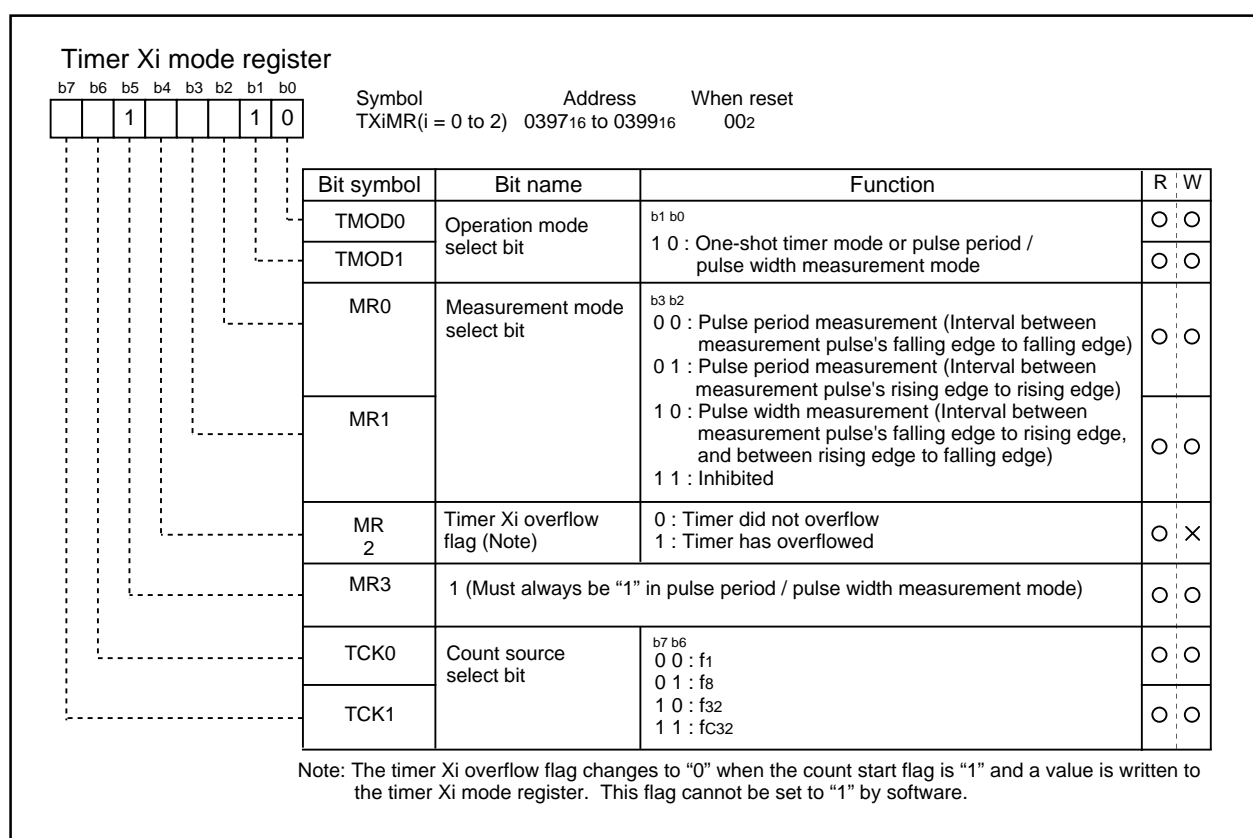 Timer Xi mode register
b7 b6 b5 b4 b3 b2 b1 b0
1 1 0
Symbol Address When reset
TXiMR(i = 0 to 2) 039716 to 039916 002
Bit symbol Bit name Function R W
TMOD0 Operation mode select bit b1 b0
1 0 : One-shot timer mode or pulse period /
pulse width measurement mode
TMOD1
MR0 Measurement mode select bit b3 b2
0 0 : Pulse period measurement (Interval between
measurement pulse's falling edge to falling edge)
0 1 : Pulse period measurement (Interval between
measurement pulse's rising edge to rising edge)
MR1 1 0 : Pulse width measurement (Interval between
measurement pulse's falling edge to rising edge,
and between rising edge to falling edge)
1 1 : Inhibited
MR Timer Xi overflow 0 : Timer did not overflow
2 flag (Note) 1 : Timer has overflowed
MR3 1 (Must always be “1” in pulse period / pulse width measurement mode)
TCK0 Count source select bit b7 b6
0 0 : f1
0 1 : f8
TCK1 1 0 : f32
1 1 : fC32
Note: The timer Xi overflow flag changes to “0” when the count start flag is “1” and a value is written to
the timer Xi mode register. This flag cannot be set to “1” by software.